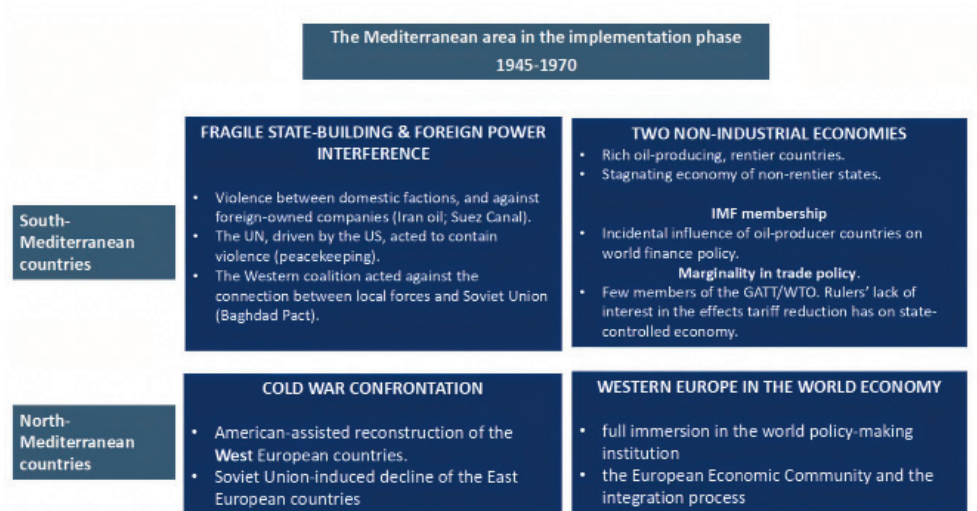 The Mediterranean area in the implementation phase
1945-1970
South-
Mediterranean
countries
FRAGILE STATE-BUILDING & FOREIGN POWER
INTERFERENCE
• Violence between domestic factions, and against
foreign-owned companies (Iran oil; Suez Canal).
• The UN, driven by the US, acted to contain
violence (peacekeeping).
• The Western coalition acted against the
connection between local forces and Soviet Union
(Baghdad Pact).
TWO NON-INDUSTRIAL ECONOMIES
• Rich oil-producing, rentier countries.
• Stagnating economy of non-rentier states.
IMF membership
• Incidental influence of oil-producer countries on
world finance policy.
Marginality in trade policy.
• Few members of the GATT/WTO. Rulers' lack of
interest in the effects tariff reduction has on state-
controlled economy.
North-
Mediterranean
countries
COLD WAR CONFRONTATION
• American-assisted reconstruction of the
West European countries.
• Soviet Union-induced decline of the East
European countries
WESTERN EUROPE IN THE WORLD ECONOMY
• full immersion in the world policy-making
institution
• the European Economic Community and the
integration process